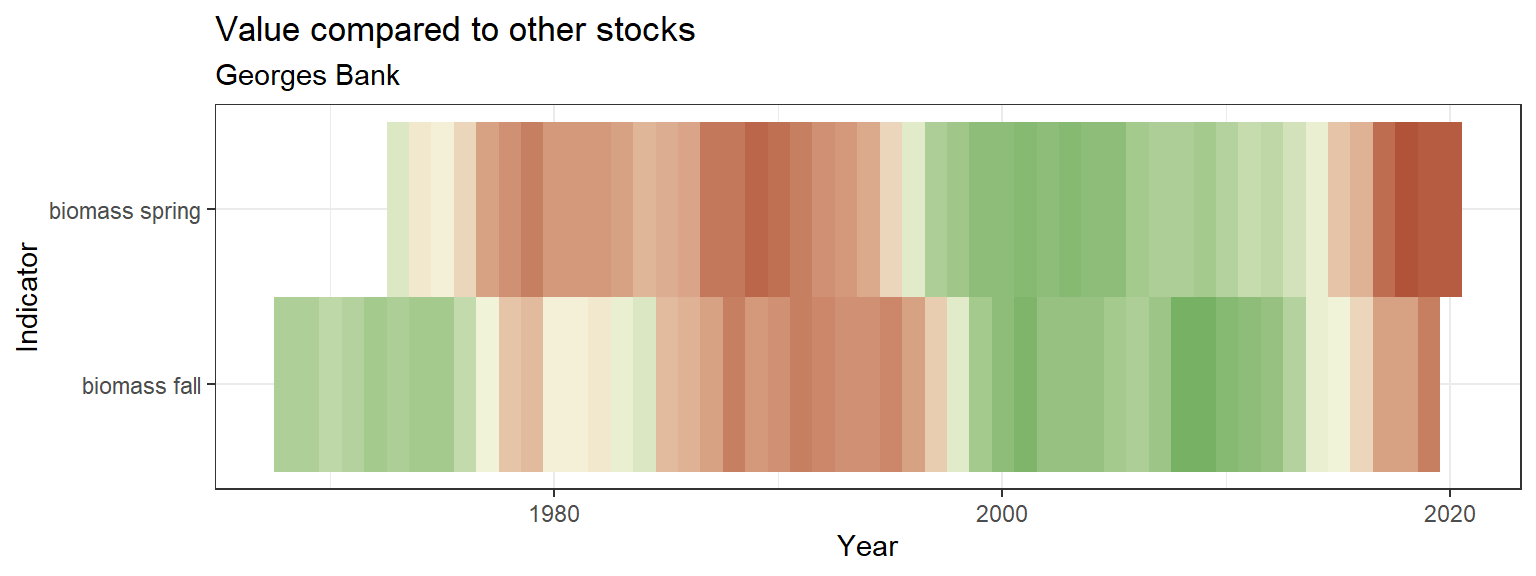 Value compared to other stocks
Georges Bank
Indicator
biomass spring
biomass fall
1980 2000 2020
Year